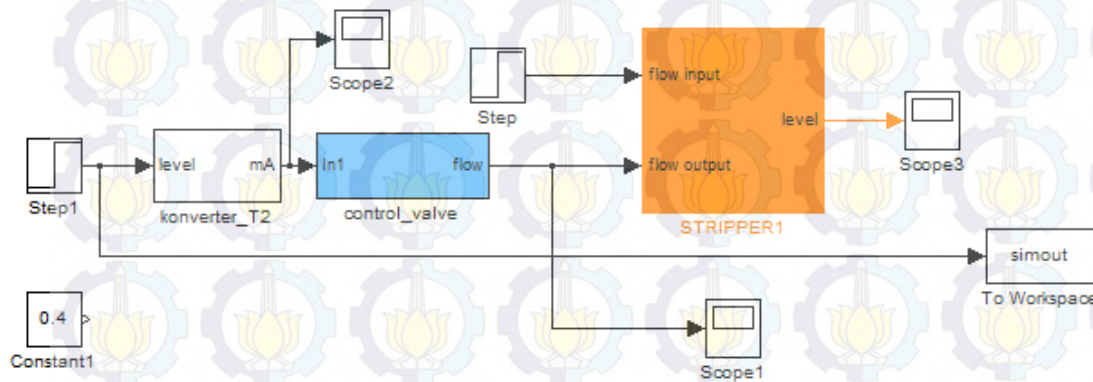 Scope2
Step
flow input
level
flow output
STRIPPER1
Scope3
Step1
level
mA
konverter_T2
In1
flow
control_valve
simout
To Workspace
0.4
Constant1
Scope1